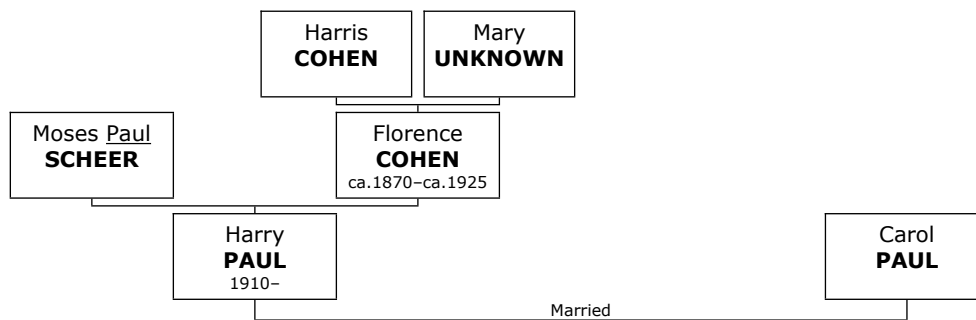 Harris
COHEN
Mary
UNKNOWN
Moses Paul
SCHEER
Florence
COHEN
ca.1870–ca.1925
Harry
PAUL
1910–
Carol
PAUL
Married